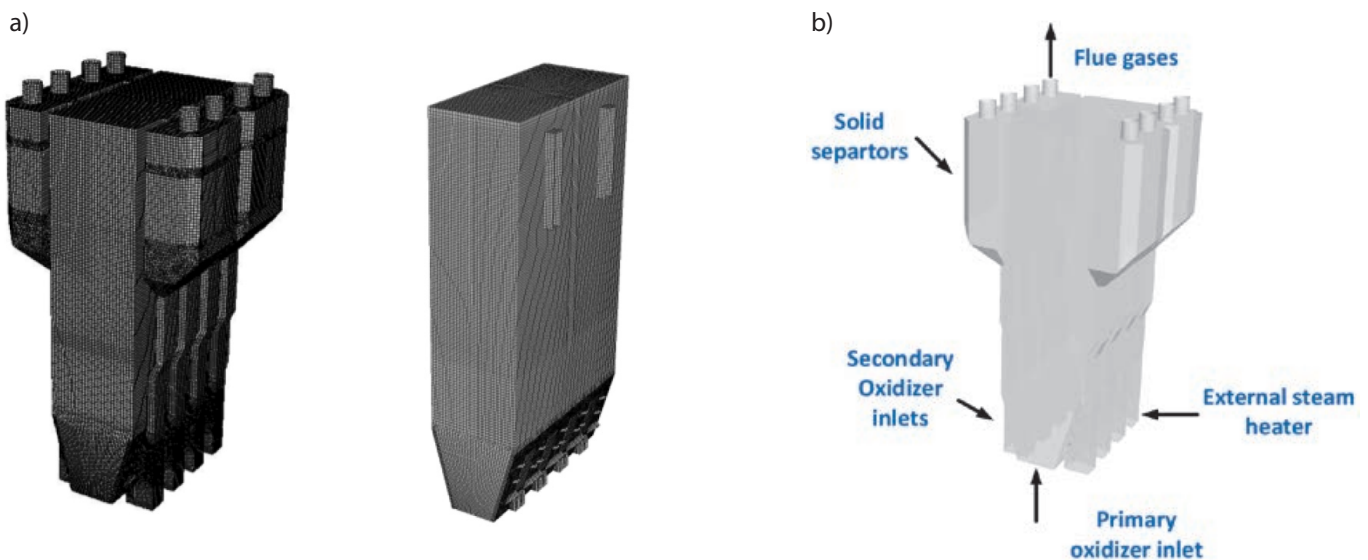 a)
b)
Flue gases
Solid
separtors
Secondary
Oxidizer
inlets
External steam
heater
Primary
oxidizer inlet